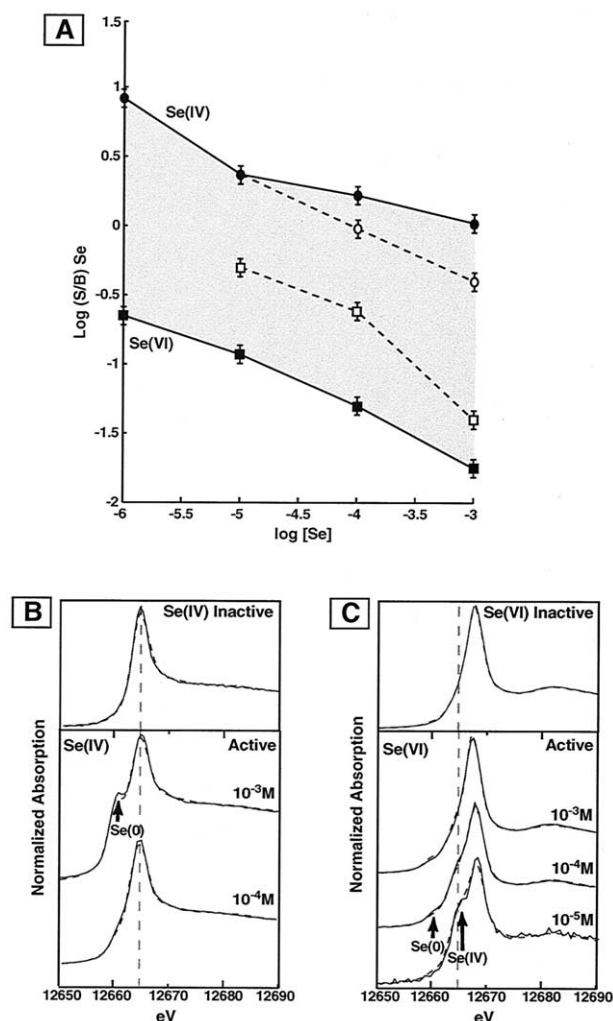 A
1.5
1
0.5
0
-0.5
-1
-1.5
-2
Log (S/B) Se
Se(IV)
Se(VI)
-6 -5.5 -5 -4.5 -4 -3.5 -3
log [Se]
B
Se(IV) Inactive
Se(IV) Active
10-3M
Se(0)
10-4M
Normalized Absorption
12650 12660 12670 12680 12690
eV
C
Se(VI) Inactive
Se(VI) Active
10-3M
10-4M
10-5M
Se(0)
Se(IV)
Normalized Absorption
12650 12660 12670 12680 12690
eV